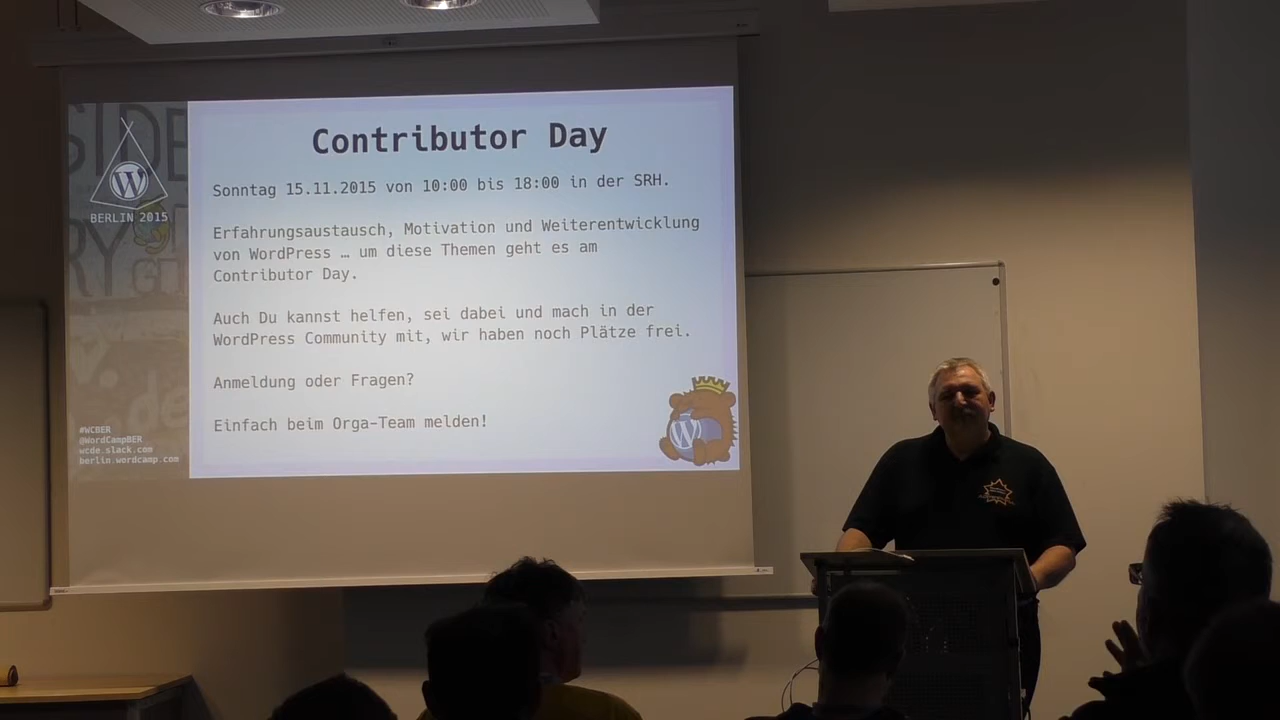 Contributor Day
Sonntag 15.11.2015 von 10:00 bis 18:00 in der SRH.
Erfahrungsaustausch, Motivation und Weiterentwicklung
von WordPress … um diese Themen geht es am
Contributor Day.
Auch Du kannst helfen, sei dabei und mach in der
WordPress Community mit, wir haben noch Plätze frei.
Anmeldung oder Fragen?
Einfach beim Orga-Team melden!
BERLIN 2015
#WCBER
@WordCampBER
wcde.slack.com
berlin.wordcamp.com